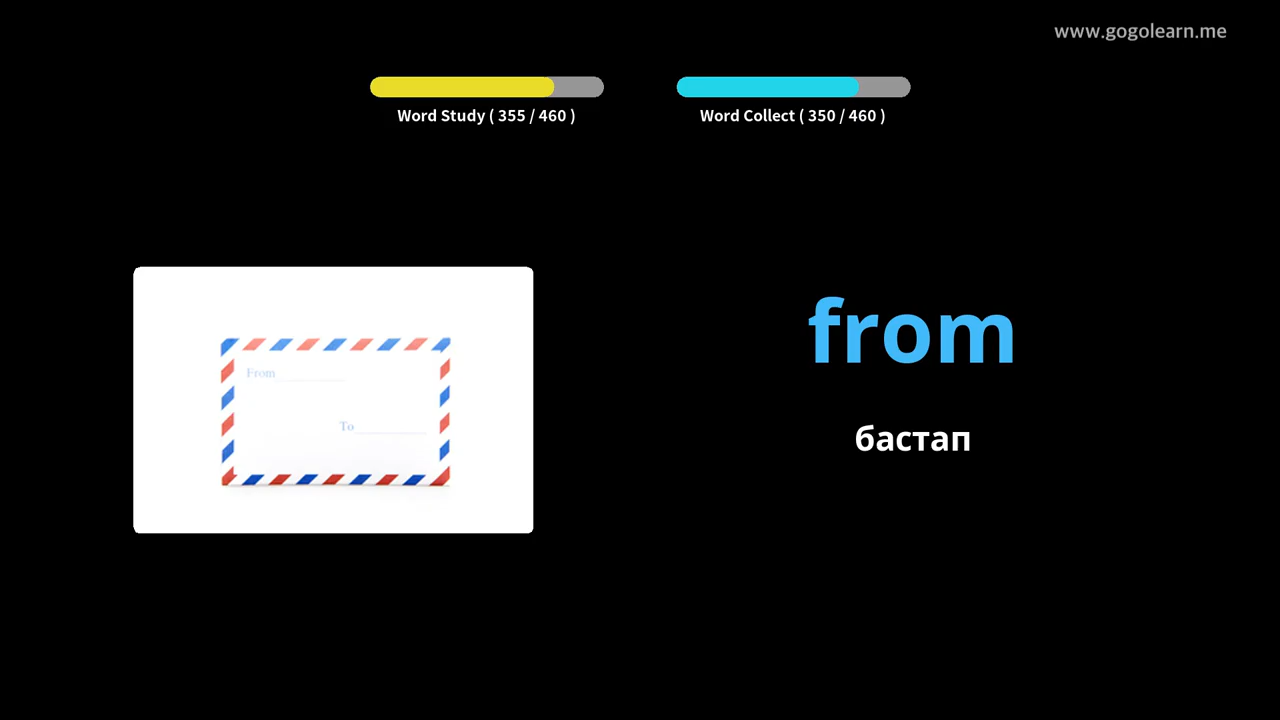 www.gogolearn.me
Word Study ( 355 / 460 )
Word Collect ( 350 / 460 )
From
To
from
бастап